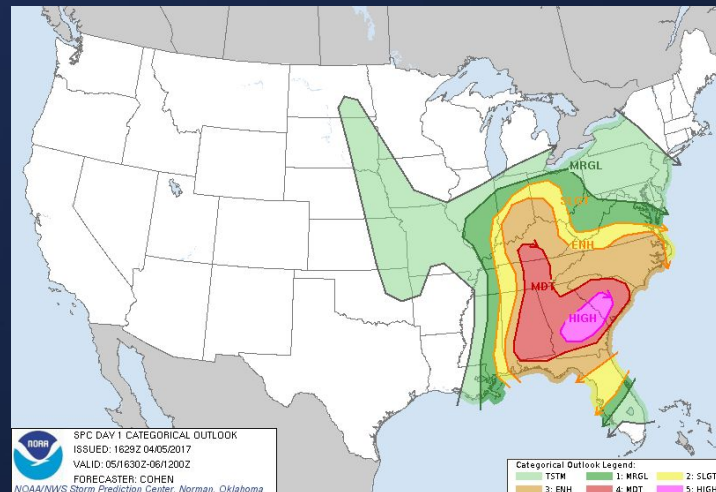 MRGL
SLGT
ENH
MDT
HIGH
NOAA
SPC DAY 1 CATEGORICAL OUTLOOK
ISSUED: 1629Z 04/05/2017
VALID: 05/1630Z-06/1200Z
FORECASTER: COHEN
NOAA/NWS Storm Prediction Center, Norman, Oklahoma
Categorical Outlook Legend:
TSTM 1: MRGL 2: SLGT
3: ENH 4: MDT 5: HIGH